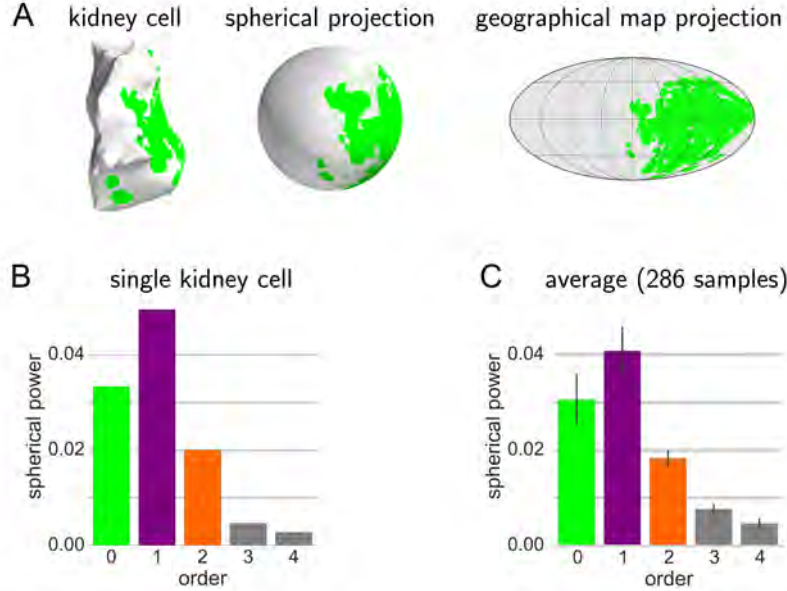 A
kidney cell
spherical projection
geographical map projection
B
single kidney cell
C
average (286 samples)
spherical power
0.04
0.02
0.00
0 1 2 3 4
order
spherical power
0.04
0.02
0.00
0 1 2 3 4
order